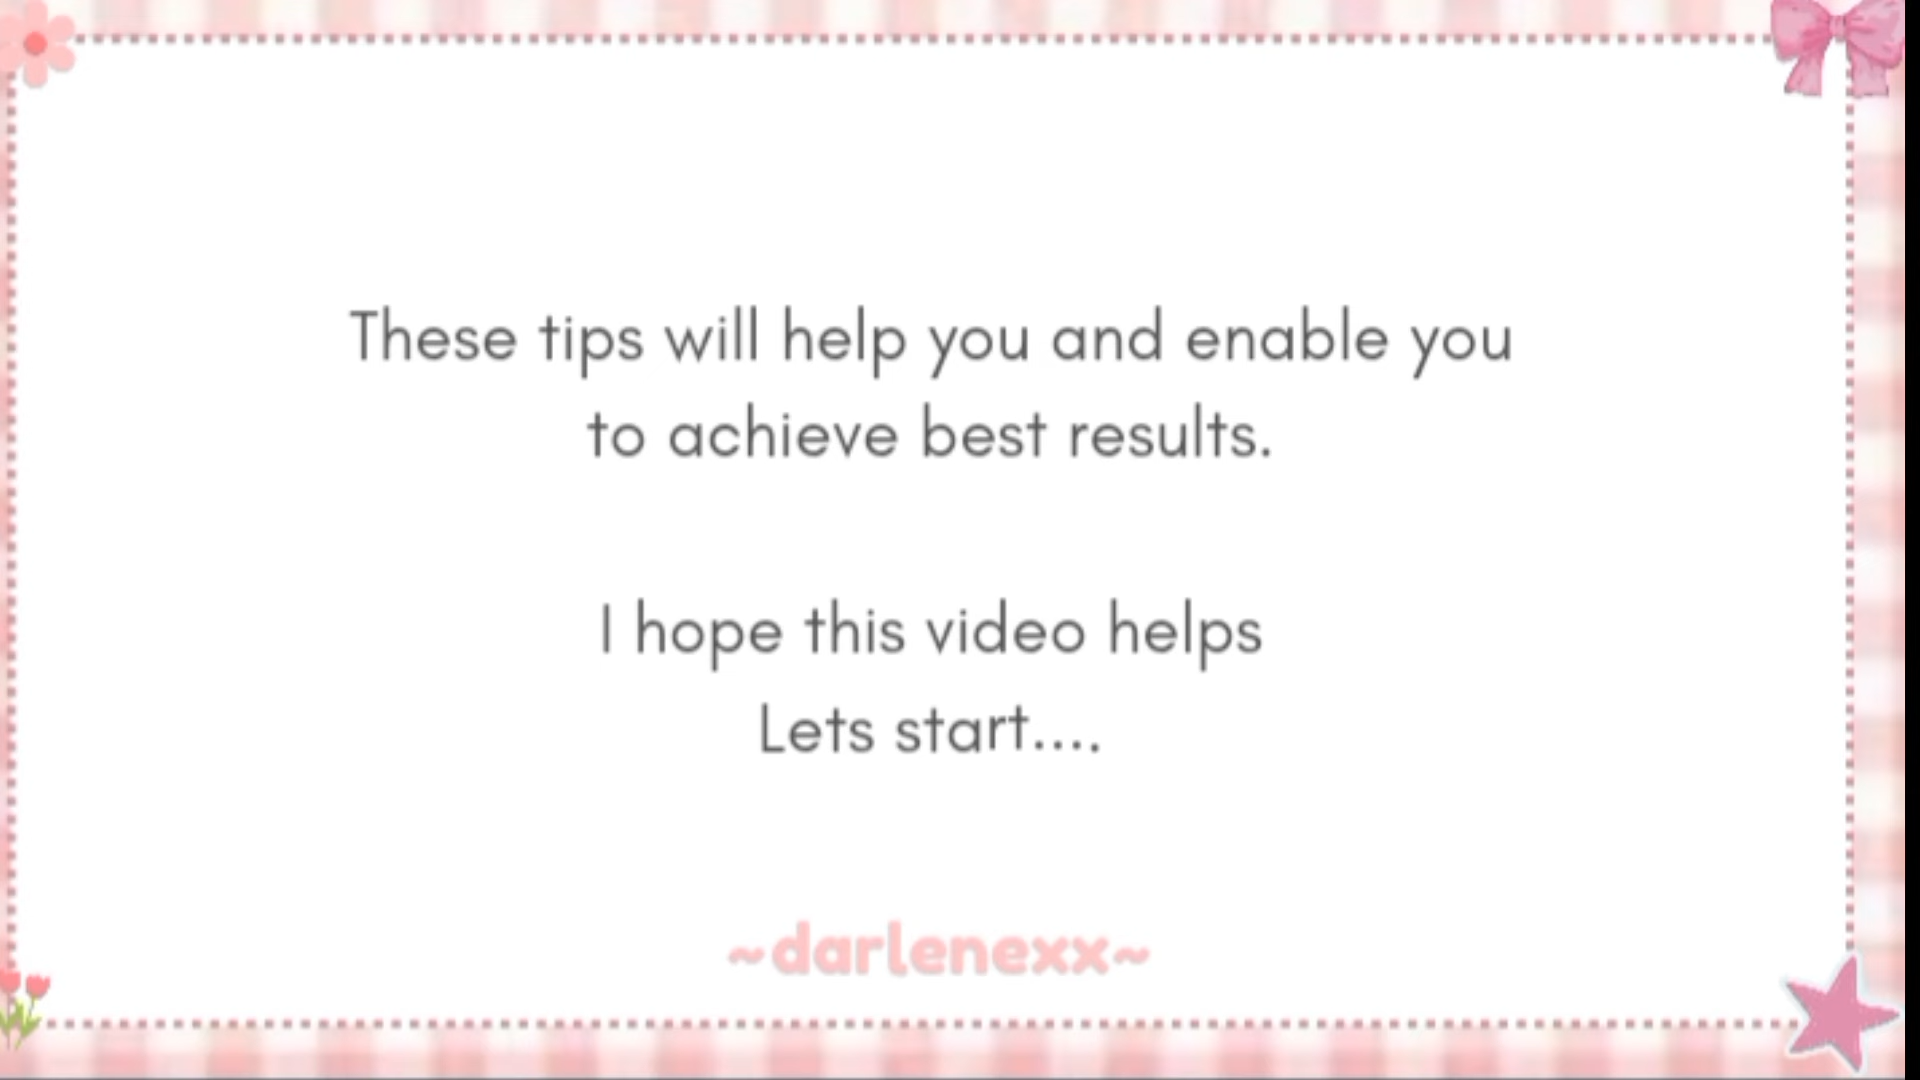 These tips will help you and enable you
to achieve best results.
I hope this video helps
Lets start....
~darlenexx~